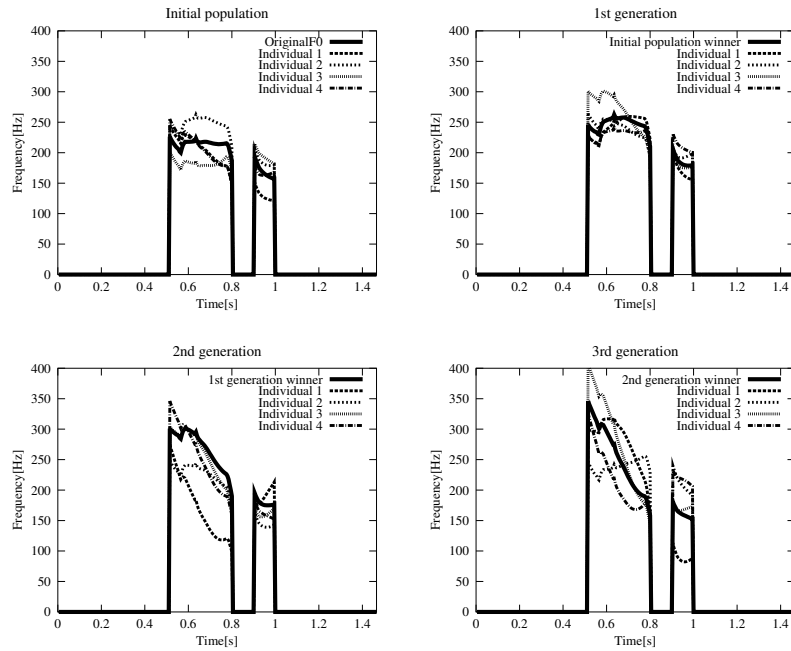 Initial population
OriginalF0
Individual 1
Individual 2
Individual 3
Individual 4
Frequency[Hz]
400
350
300
250
200
150
100
50
0
0 0.2 0.4 0.6 0.8 1 1.2 1.4
Time[s]
1st generation
Initial population winner
Individual 1
Individual 2
Individual 3
Individual 4
Frequency[Hz]
400
350
300
250
200
150
100
50
0
0 0.2 0.4 0.6 0.8 1 1.2 1.4
Time[s]
2nd generation
1st generation winner
Individual 1
Individual 2
Individual 3
Individual 4
Frequency[Hz]
400
350
300
250
200
150
100
50
0
0 0.2 0.4 0.6 0.8 1 1.2 1.4
Time[s]
3rd generation
2nd generation winner
Individual 1
Individual 2
Individual 3
Individual 4
Frequency[Hz]
400
350
300
250
200
150
100
50
0
0 0.2 0.4 0.6 0.8 1 1.2 1.4
Time[s]